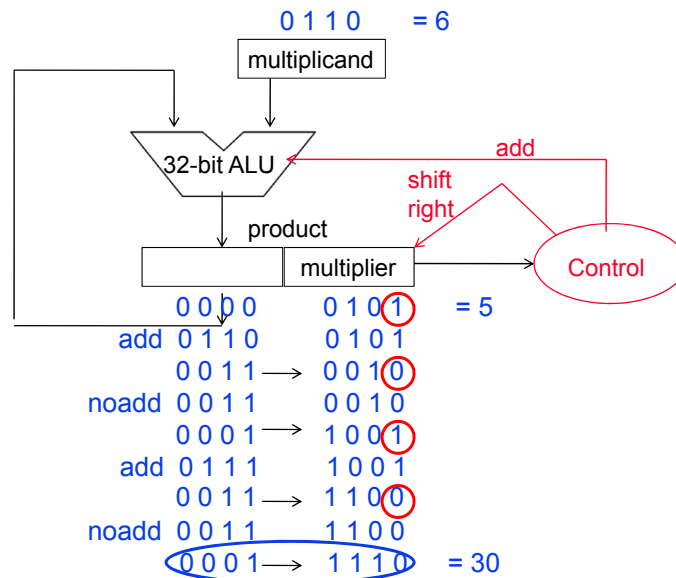 0 1 1 0 = 6
multiplicand
32-bit ALU
add
shift
right
product
multiplier
Control
0 0 0 0 0 1 0 1 = 5
add 0 1 1 0 0 1 0 1
0 0 1 1 0 0 1 0
noadd 0 0 1 1 0 0 1 0
0 0 0 1 1 0 0 1
add 0 1 1 1 1 0 0 1
0 0 1 1 1 1 0 0
noadd 0 0 1 1 1 1 0 0
0 0 0 1 1 1 1 0 = 30